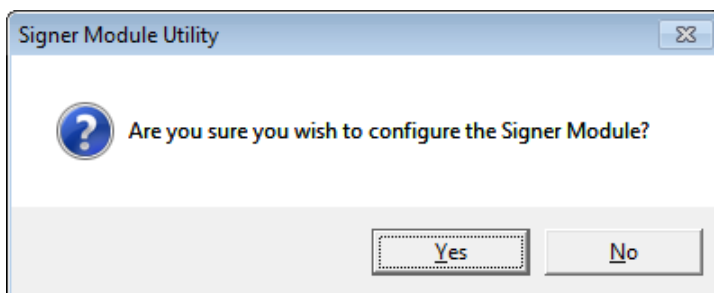 Signer Module Utility
Are you sure you wish to configure the Signer Module?
Yes
No